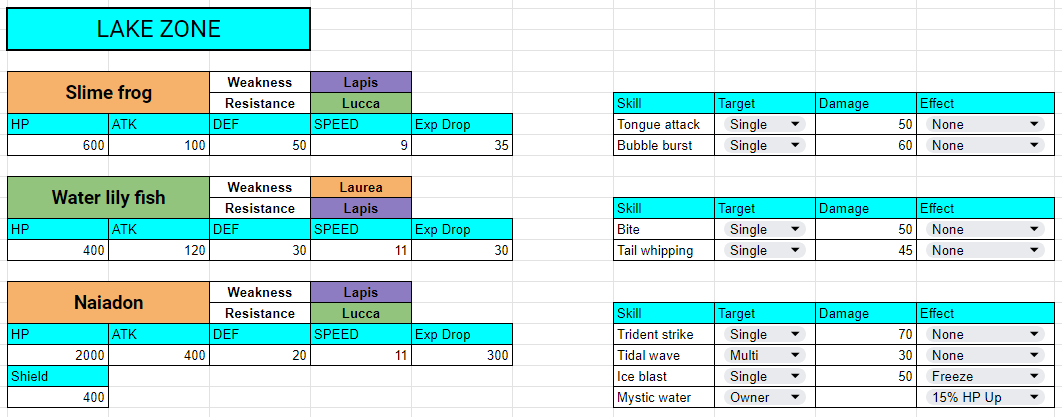 LAKE ZONE
Slime frog Weakness Lapis
Resistance Lucca
HP ATK DEF SPEED Exp Drop
600 100 50 9 35
Skill Target Damage Effect
Tongue attack Single 50 None
Bubble burst Single 60 None
Water lily fish Weakness Laurea
Resistance Lapis
HP ATK DEF SPEED Exp Drop
400 120 30 11 30
Skill Target Damage Effect
Bite Single 50 None
Tail whipping Single 45 None
Naiadon Weakness Lapis
Resistance Lucca
HP ATK DEF SPEED Exp Drop
2000 400 20 11 300
Shield
400
Skill Target Damage Effect
Trident strike Single 70 None
Tidal wave Multi 30 None
Ice blast Single 50 Freeze
Mystic water Owner 15% HP Up